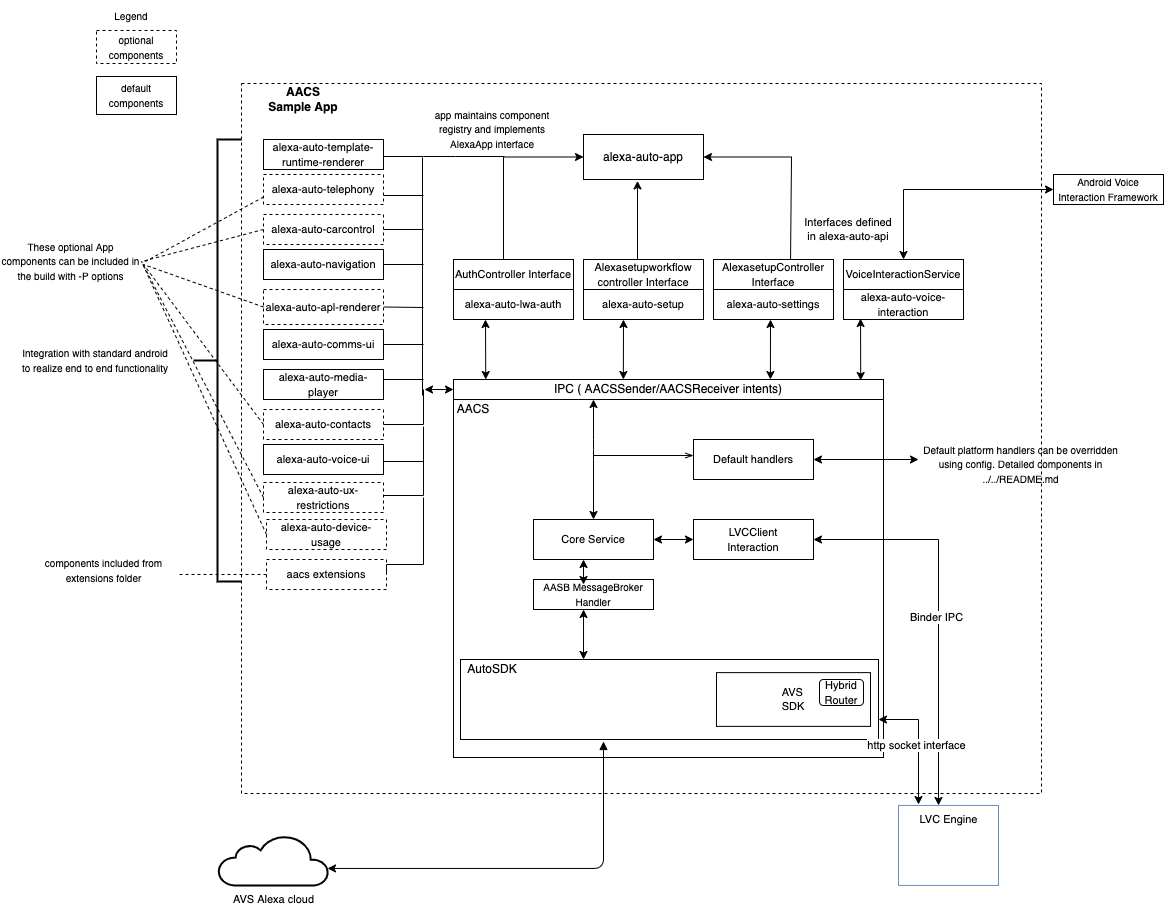 Legend
optional
components
default
components
AACS
Sample App
app maintains component
registry and implements
AlexaApp interface
alexa-auto-template-
runtime-renderer
alexa-auto-telephony
alexa-auto-carcontrol
alexa-auto-navigation
alexa-auto-apl-renderer
alexa-auto-comms-ui
alexa-auto-media-
player
alexa-auto-contacts
alexa-auto-voice-ui
alexa-auto-ux-
restrictions
alexa-auto-device-
usage
aacs extensions
These optional App
components can be included in
the build with -P options
Integration with standard android
to realize end to end functionality
components included from
extensions folder
alexa-auto-app
Android Voice
Interaction Framework
Interfaces defined
in alexa-auto-api
AuthController Interface
alexa-auto-lwa-auth
Alexasetupworkflow
controller Interface
alexa-auto-setup
AlexasetupController
Interface
alexa-auto-settings
VoiceInteractionService
alexa-auto-voice-
interaction
IPC ( AACSSender/AACSReceiver intents)
AACS
Default handlers
Default platform handlers can be overridden
using config. Detailed components in
../../README.md
Core Service
LVCClient
Interaction
AASB MessageBroker
Handler
Binder IPC
AutoSDK
AVS
SDK
Hybrid
Router
http socket interface
LVC Engine
AVS Alexa cloud